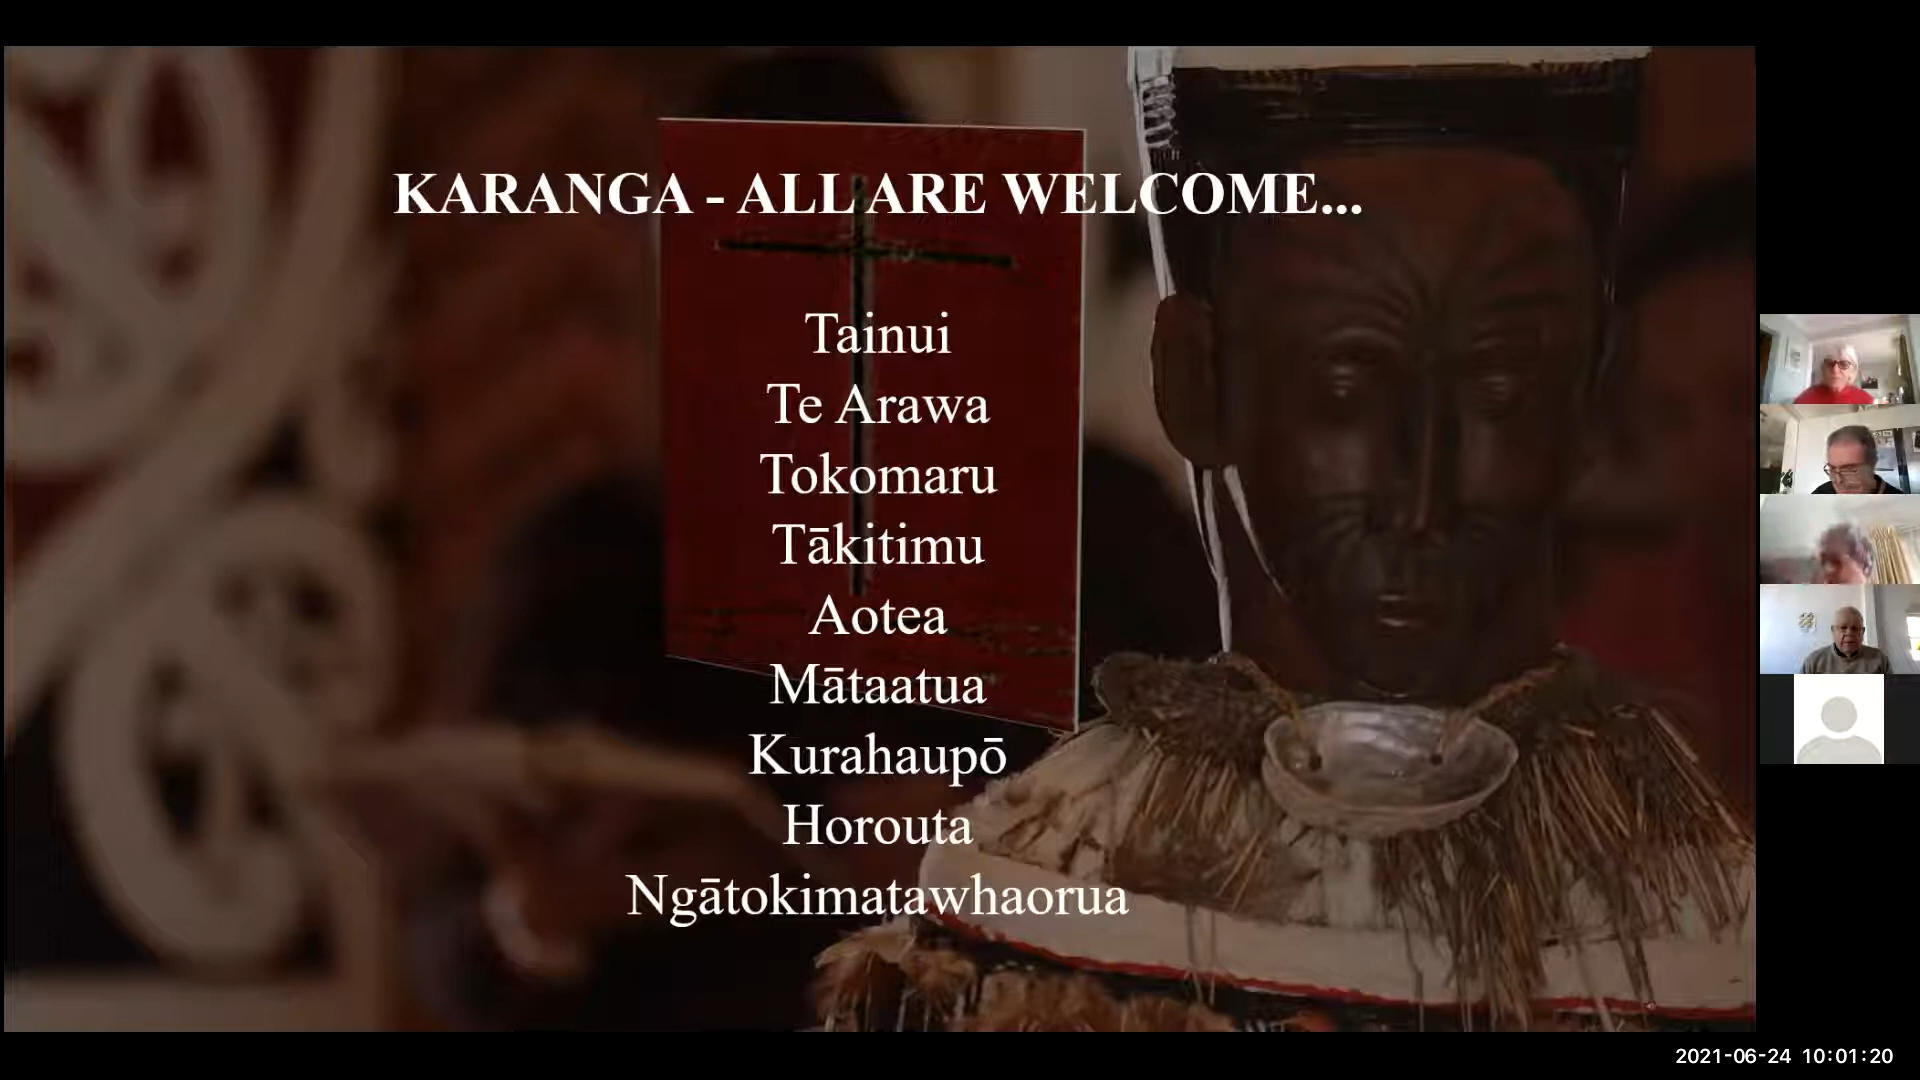 KARANGA - ALL ARE WELCOME...
Tainui
Te Arawa
Tokomaru
Tākitimu
Aotea
Mātaatua
Kurahaupō
Horouta
Ngātokimatawhaorua
2021-06-24 10:01:20